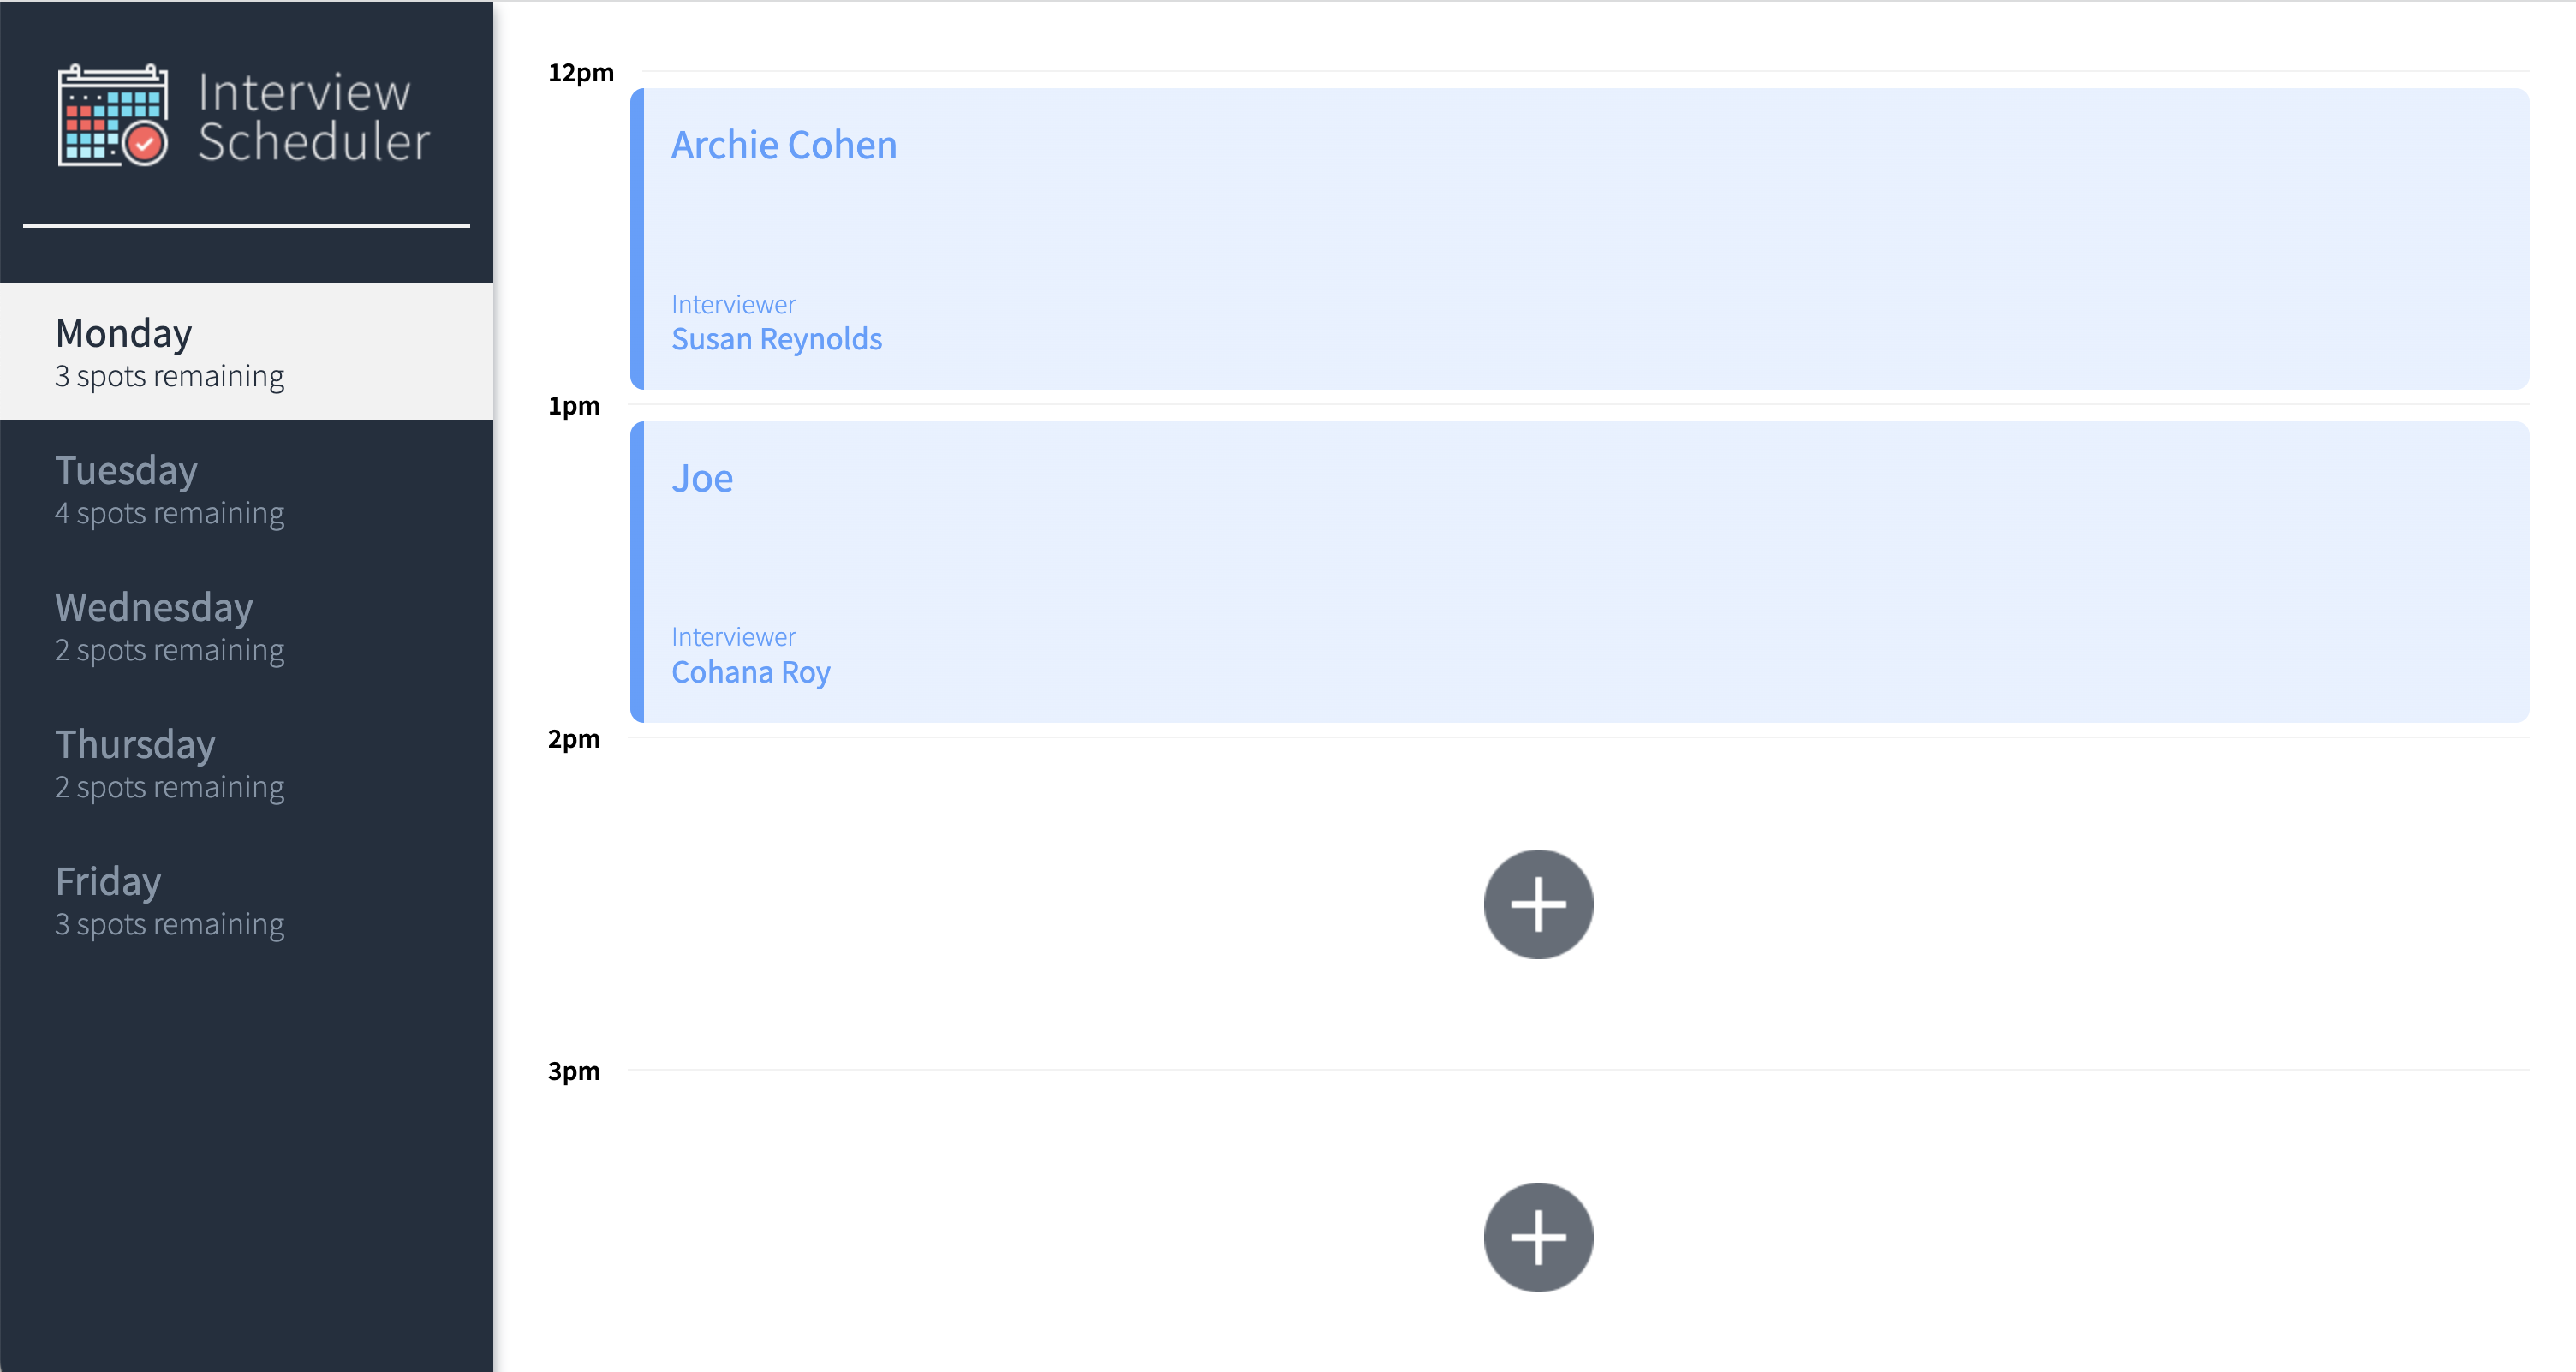 Interview
Scheduler
Monday
3 spots remaining
Tuesday
4 spots remaining
Wednesday
2 spots remaining
Thursday
2 spots remaining
Friday
3 spots remaining
12pm
Archie Cohen
Interviewer
Susan Reynolds
1pm
Joe
Interviewer
Cohana Roy
2pm
3pm